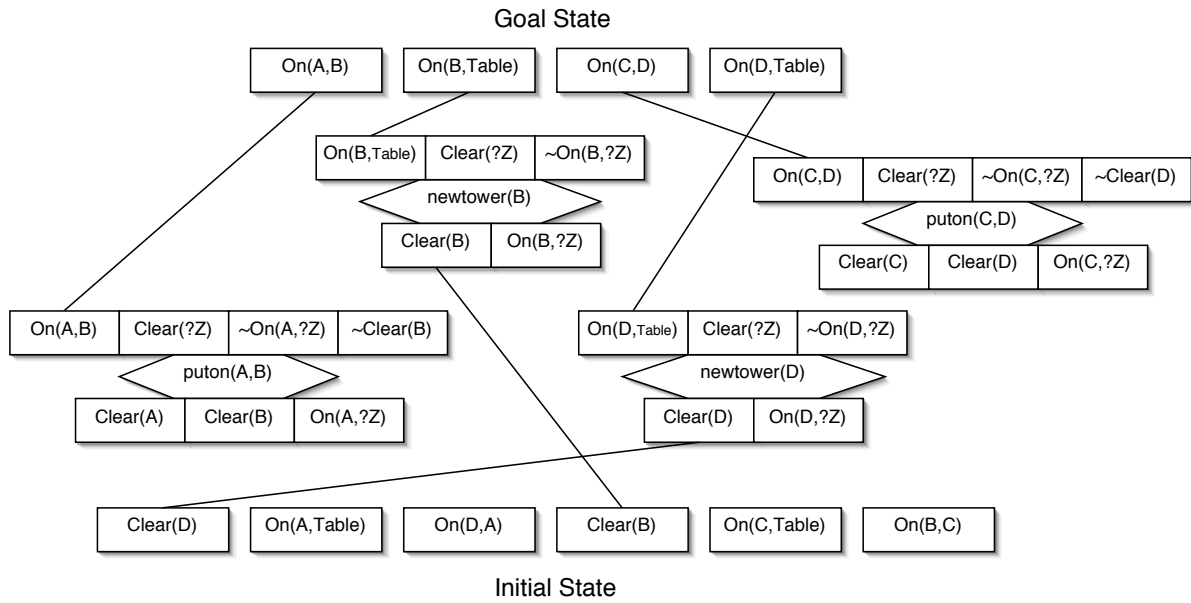 Goal State
On(A,B) On(B,Table) On(C,D) On(D,Table)
On(B,Table) Clear(?Z) ~On(B,?Z)
newtower(B)
Clear(B) On(B,?Z)
On(C,D) Clear(?Z) ~On(C,?Z) ~Clear(D)
puton(C,D)
Clear(C) Clear(D) On(C,?Z)
On(A,B) Clear(?Z) ~On(A,?Z) ~Clear(B)
puton(A,B)
Clear(A) Clear(B) On(A,?Z)
On(D,Table) Clear(?Z) ~On(D,?Z)
newtower(D)
Clear(D) On(D,?Z)
Clear(D) On(A,Table) On(D,A) Clear(B) On(C,Table) On(B,C)
Initial State